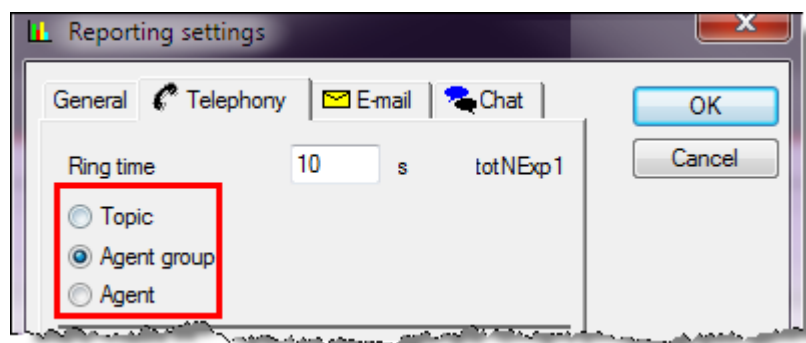 Reporting settings
General Telephony E-mail Chat
OK
Ring time 10 s totNExp1
Cancel
Topic
Agent group
Agent